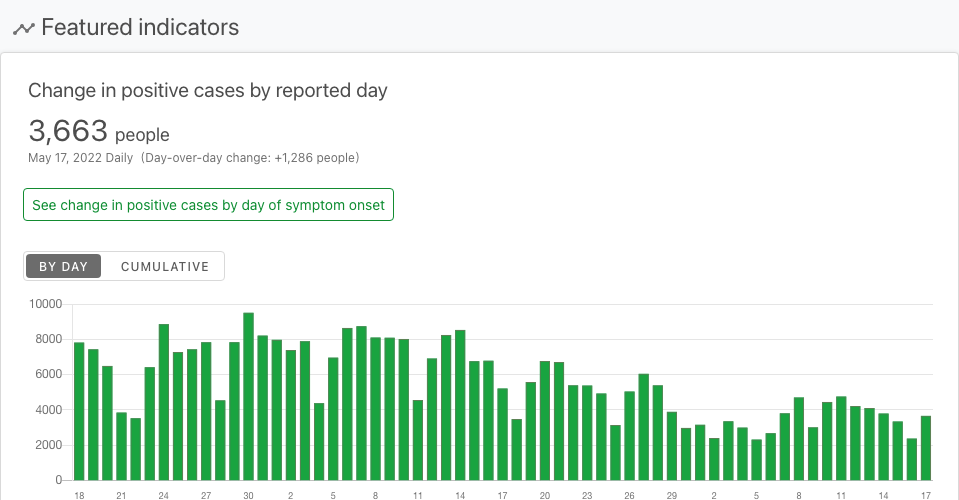 Featured indicators
Change in positive cases by reported day
3,663 people
May 17, 2022 Daily (Day-over-day change: +1,286 people)
See change in positive cases by day of symptom onset
BY DAY CUMULATIVE
10000
8000
6000
4000
2000
0
18 21 24 27 30 2 5 8 11 14 17 20 23 26 29 2 5 8 11 14 17